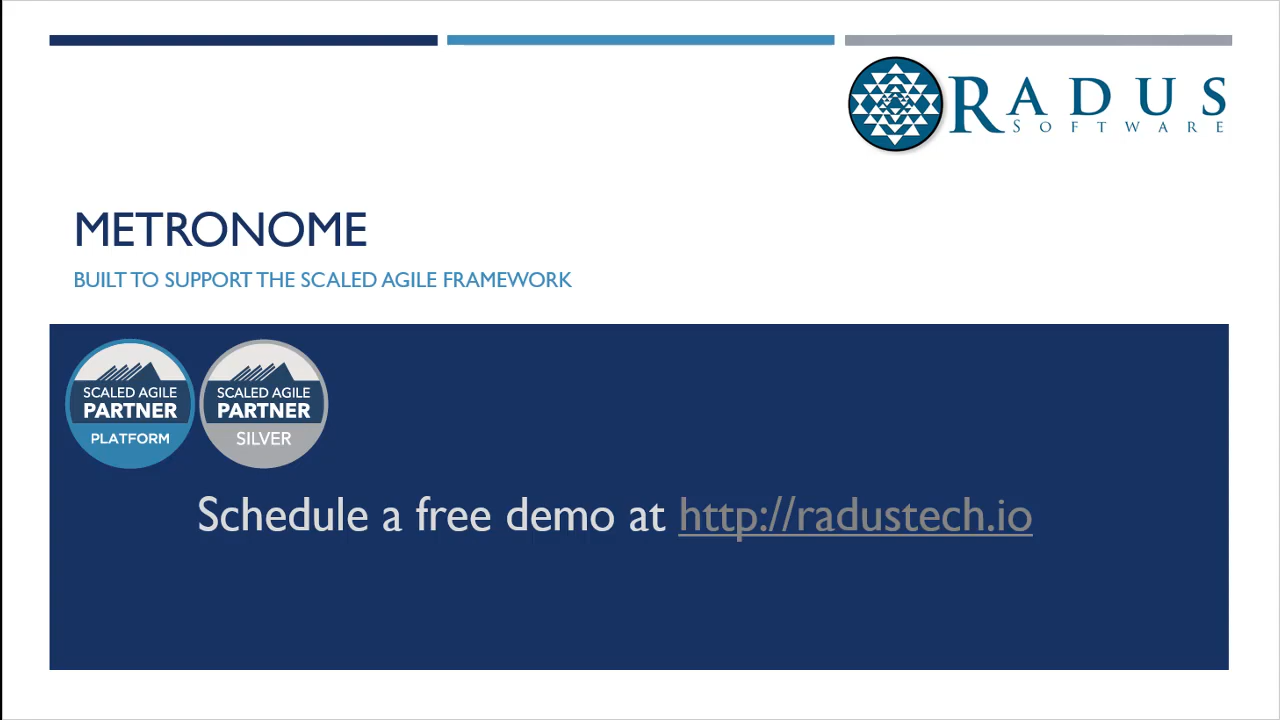 RADUS
SOFTWARE
METRONOME
BUILT TO SUPPORT THE SCALED AGILE FRAMEWORK
SCALED AGILE
PARTNER
PLATFORM
SCALED AGILE
PARTNER
SILVER
Schedule a free demo at http://radustech.io